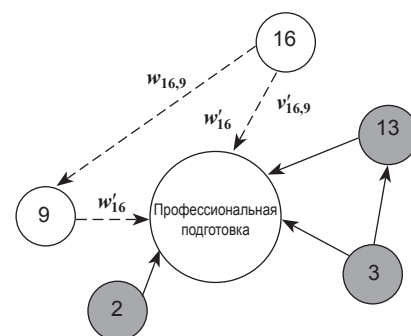 16
w₁₆,₉
w′₁₆
v′₁₆,₉
13
9
w′₁₆
Профессиональная
подготовка
3
2